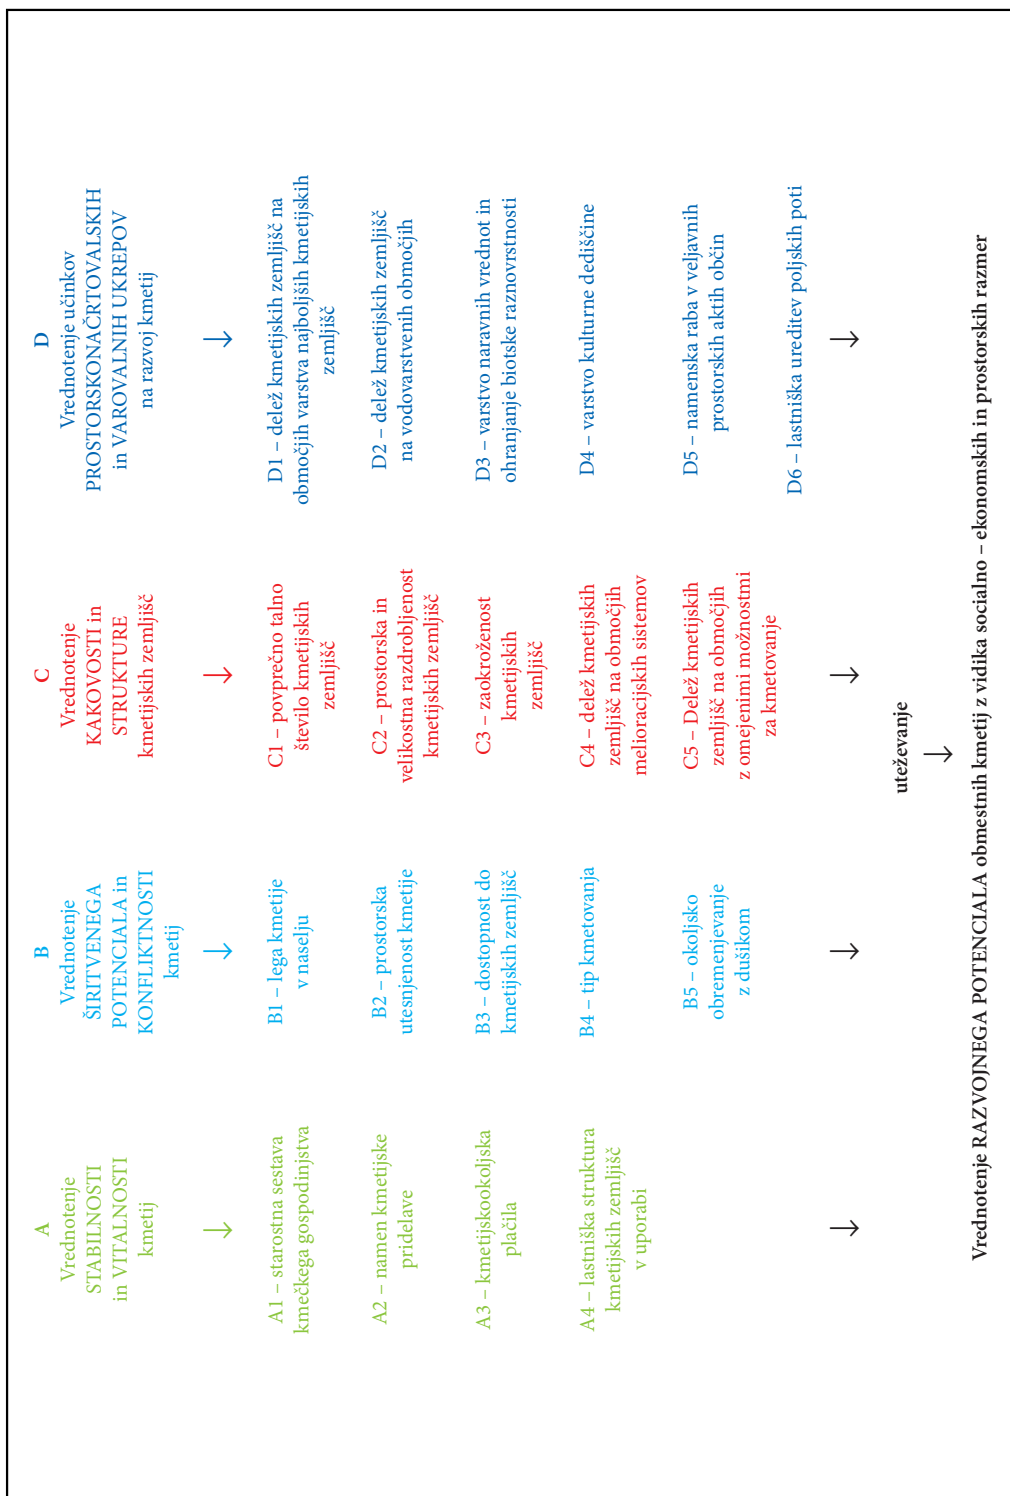 A
Vrednotenje
STABILNOSTI
in VITALNOSTI
kmetij
↓
A1 – starostna sestava
kmečkega gospodinjstva
A2 – namen kmetijske
pridelave
A3 – kmetijskookoljska
plačila
A4 – lastniška struktura
kmetijskih zemljišč
v uporabi
↓
B
Vrednotenje
ŠIRITVENEGA
POTENCIALA in
KONFLIKTNOSTI
kmetij
↓
B1 – lega kmetije
v naselju
B2 – prostorska
utesnjenost kmetije
B3 – dostopnost do
kmetijskih zemljišč
B4 – tip kmetovanja
B5 – okoljsko
obremenjevanje
z dušikom
↓
C
Vrednotenje
KAKOVOSTI in
STRUKTURE
kmetijskih zemljišč
↓
C1 – povprečno talno
število kmetijskih
zemljišč
C2 – prostorska in
velikostna razdrobljenost
kmetijskih zemljišč
C3 – zaokroženost
kmetijskih
zemljišč
C4 – delež kmetijskih
zemljišč na območjih
melioracijskih sistemov
C5 – Delež kmetijskih
zemljišč na območjih
z omejenimi možnostmi
za kmetovanje
↓
D
Vrednotenje učinkov
PROSTORSKONAČRTOVALSKIH
in VAROVALNIH UKREPOV
na razvoj kmetij
↓
D1 – delež kmetijskih zemljišč na
območjih varstva najboljših kmetijskih
zemljišč
D2 – delež kmetijskih zemljišč
na vodovarstvenih območjih
D3 – varstvo naravnih vrednot in
ohranjanje biotske raznovrstnosti
D4 – varstvo kulturne dediščine
D5 – namenska raba v veljavnih
prostorskih aktih občin
D6 – lastniška ureditev poljskih poti
↓
uteževanje
↓
Vrednotenje RAZVOJNEGA POTENCIALA obmestnih kmetij z vidika socialno – ekonomskih in prostorskih razmer